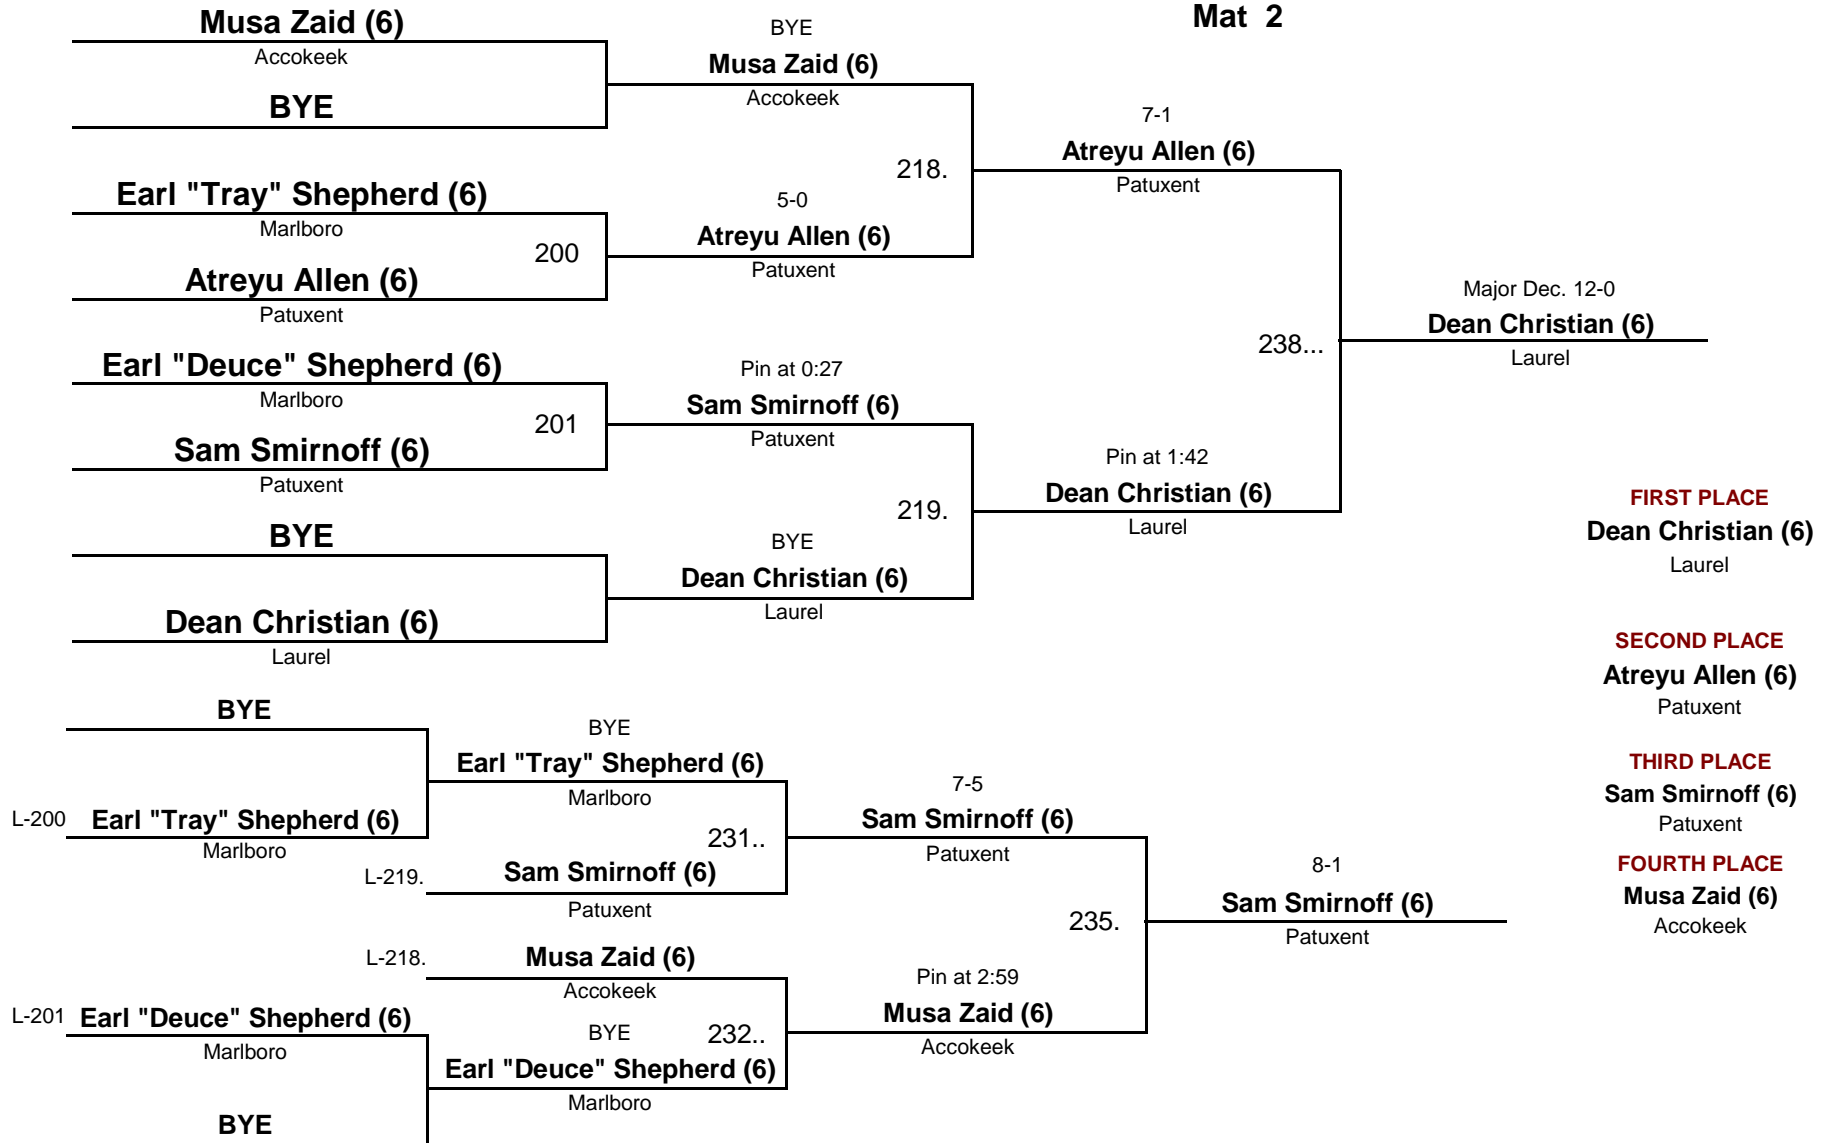 Musa Zaid (6)
Accokeek
BYE
Earl "Tray" Shepherd (6)
Marlboro
200
Atreyu Allen (6)
Patuxent
Earl "Deuce" Shepherd (6)
Marlboro
201
Sam Smirnoff (6)
Patuxent
BYE
Dean Christian (6)
Laurel
BYE
Musa Zaid (6)
Accokeek
218.
5-0
Atreyu Allen (6)
Patuxent
Pin at 0:27
Sam Smirnoff (6)
Patuxent
219.
BYE
Dean Christian (6)
Laurel
Mat 2
7-1
Atreyu Allen (6)
Patuxent
238...
Pin at 1:42
Dean Christian (6)
Laurel
Major Dec. 12-0
Dean Christian (6)
Laurel
FIRST PLACE
Dean Christian (6)
Laurel
SECOND PLACE
Atreyu Allen (6)
Patuxent
THIRD PLACE
Sam Smirnoff (6)
Patuxent
FOURTH PLACE
Musa Zaid (6)
Accokeek
BYE
L-200 Earl "Tray" Shepherd (6)
Marlboro
BYE
Earl "Tray" Shepherd (6)
Marlboro
231..
L-219. Sam Smirnoff (6)
Patuxent
L-218. Musa Zaid (6)
Accokeek
L-201 Earl "Deuce" Shepherd (6)
Marlboro
BYE
BYE
232..
Earl "Deuce" Shepherd (6)
Marlboro
7-5
Sam Smirnoff (6)
Patuxent
235.
Pin at 2:59
Musa Zaid (6)
Accokeek
8-1
Sam Smirnoff (6)
Patuxent